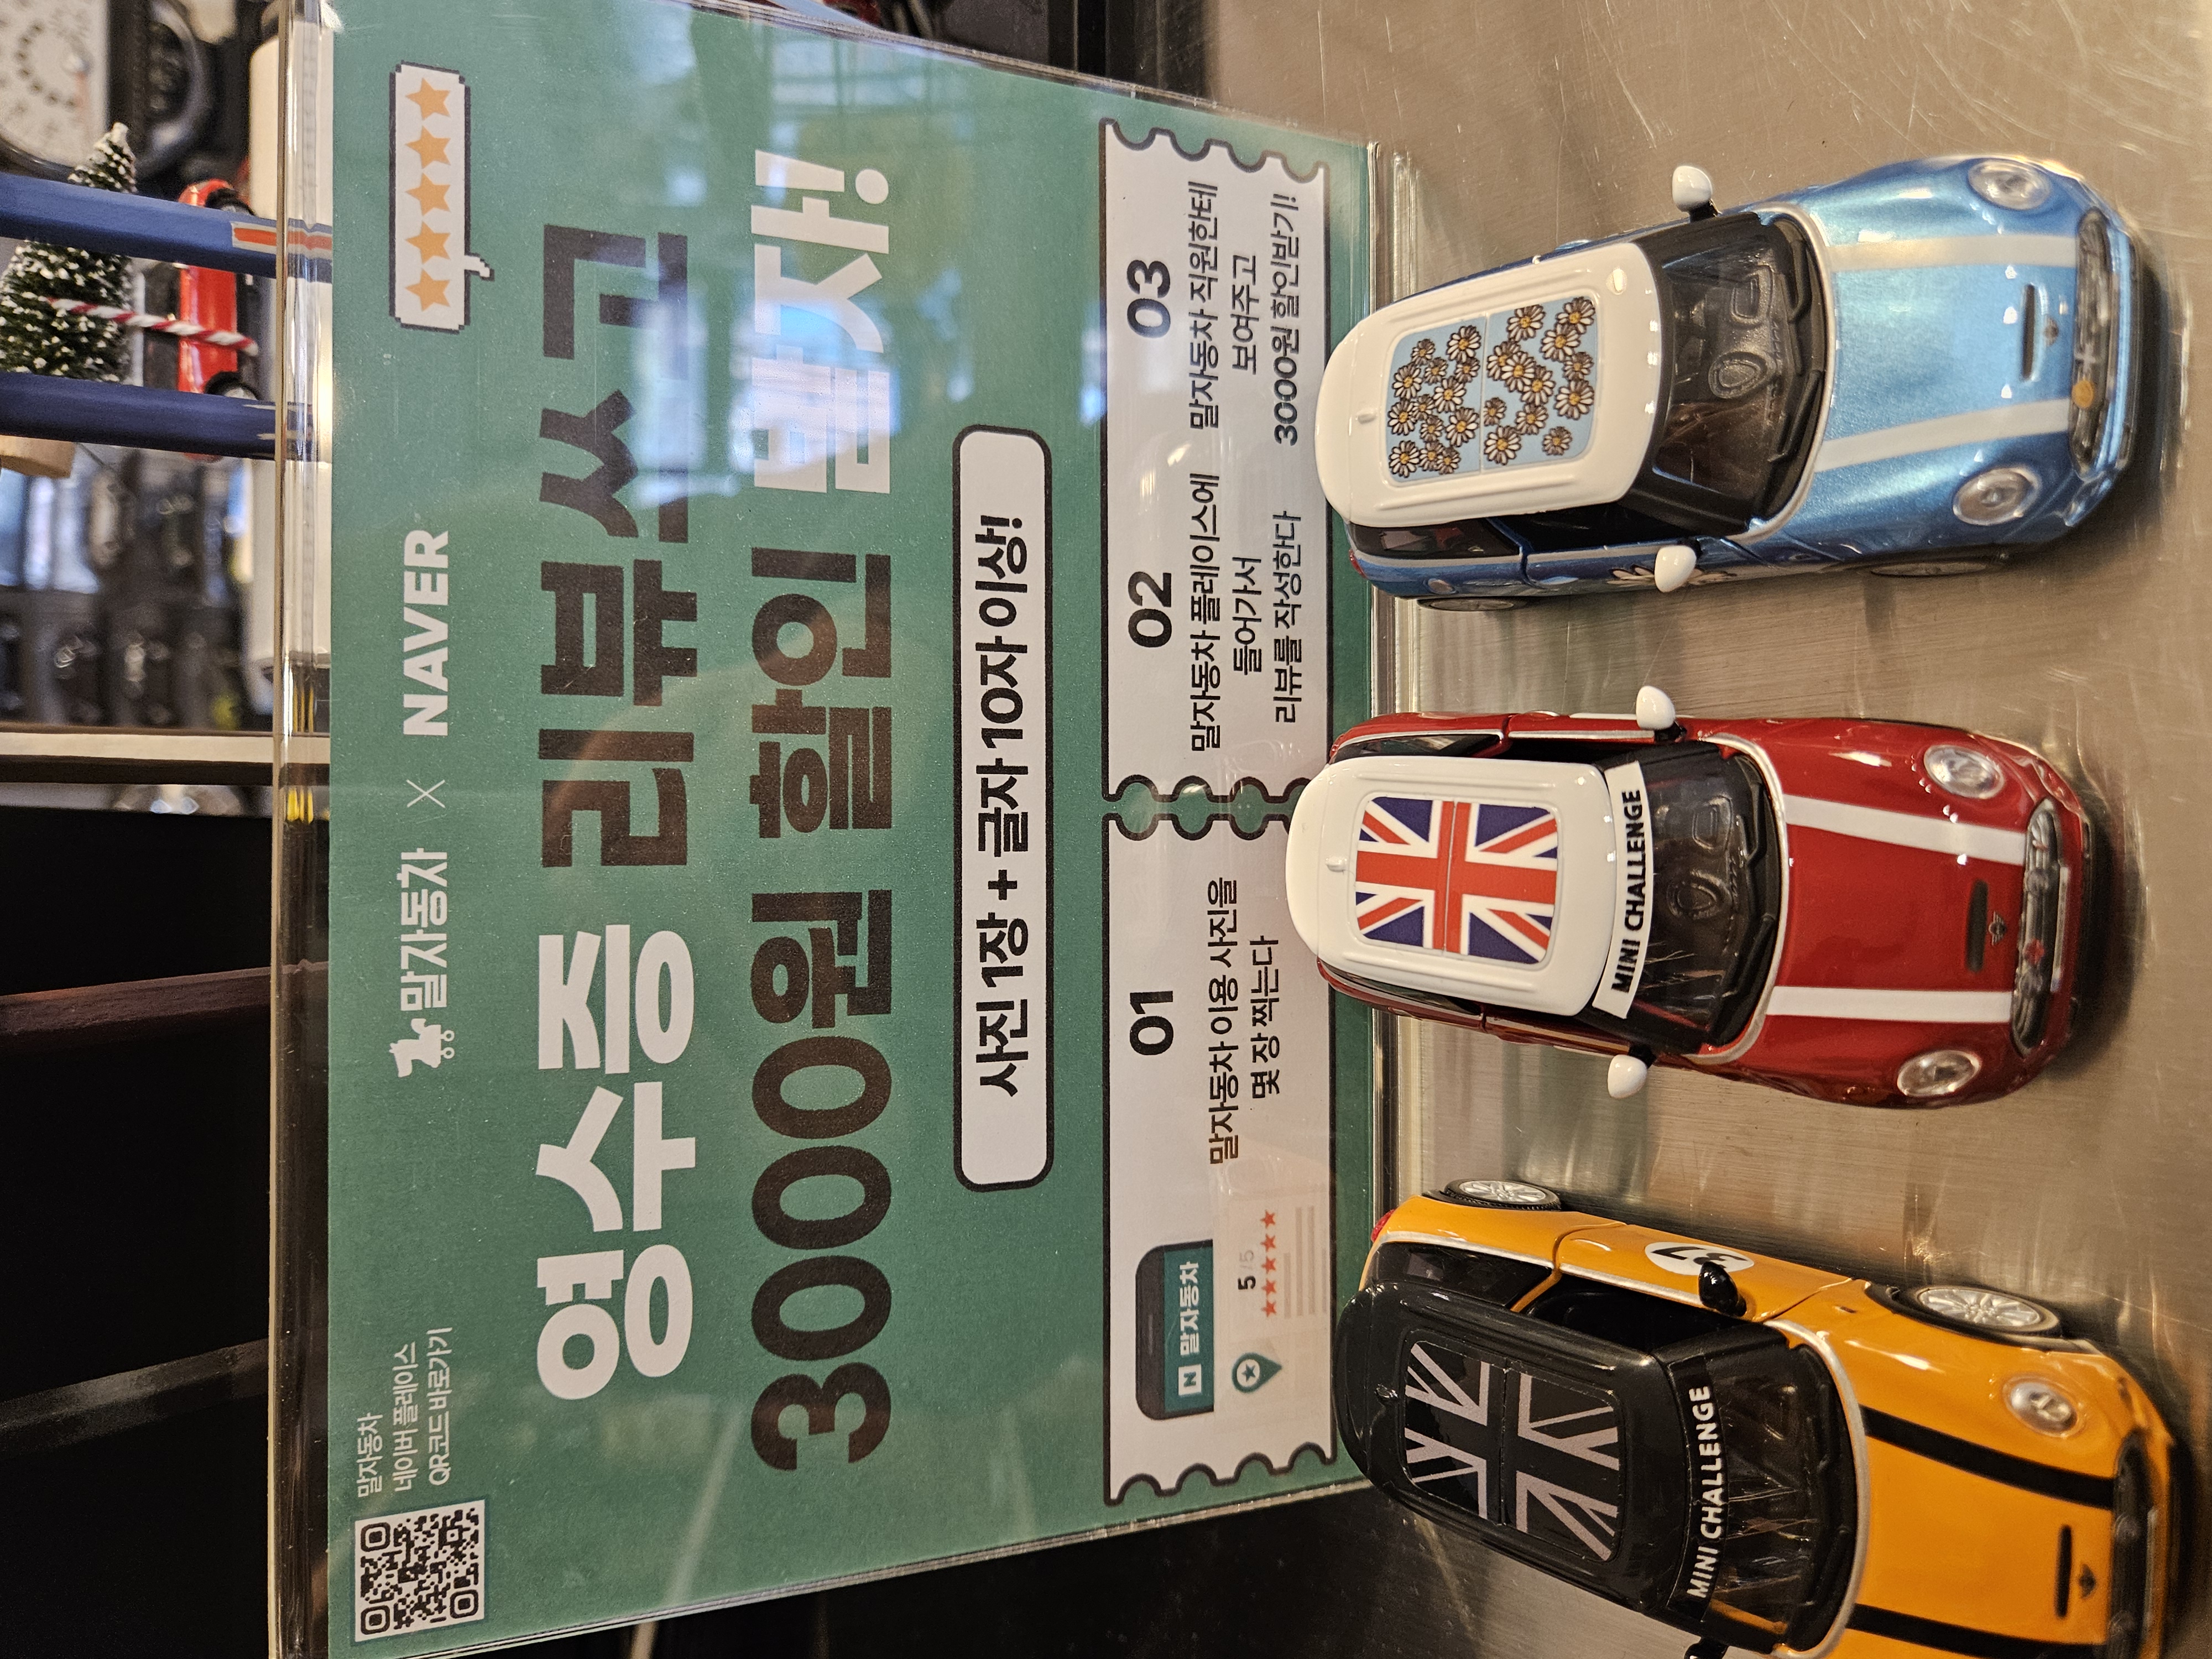 말자동차
네이버 플레이스
QR코드 바로가기
말자동차 × NAVER
영수증 리뷰 쓰고
3000원 할인 받자!
사진 1장 + 글자 10자 이상!
N 말자동차
5 /5
01
말자동차 이용 사진을
몇 장 찍는다
02
말자동차 플레이스에
들어가서
리뷰를 작성한다
03
말자동차 직원한테
보여주고
3000원 할인받기!
MINI CHALLENGE
37
MINI CHALLENGE